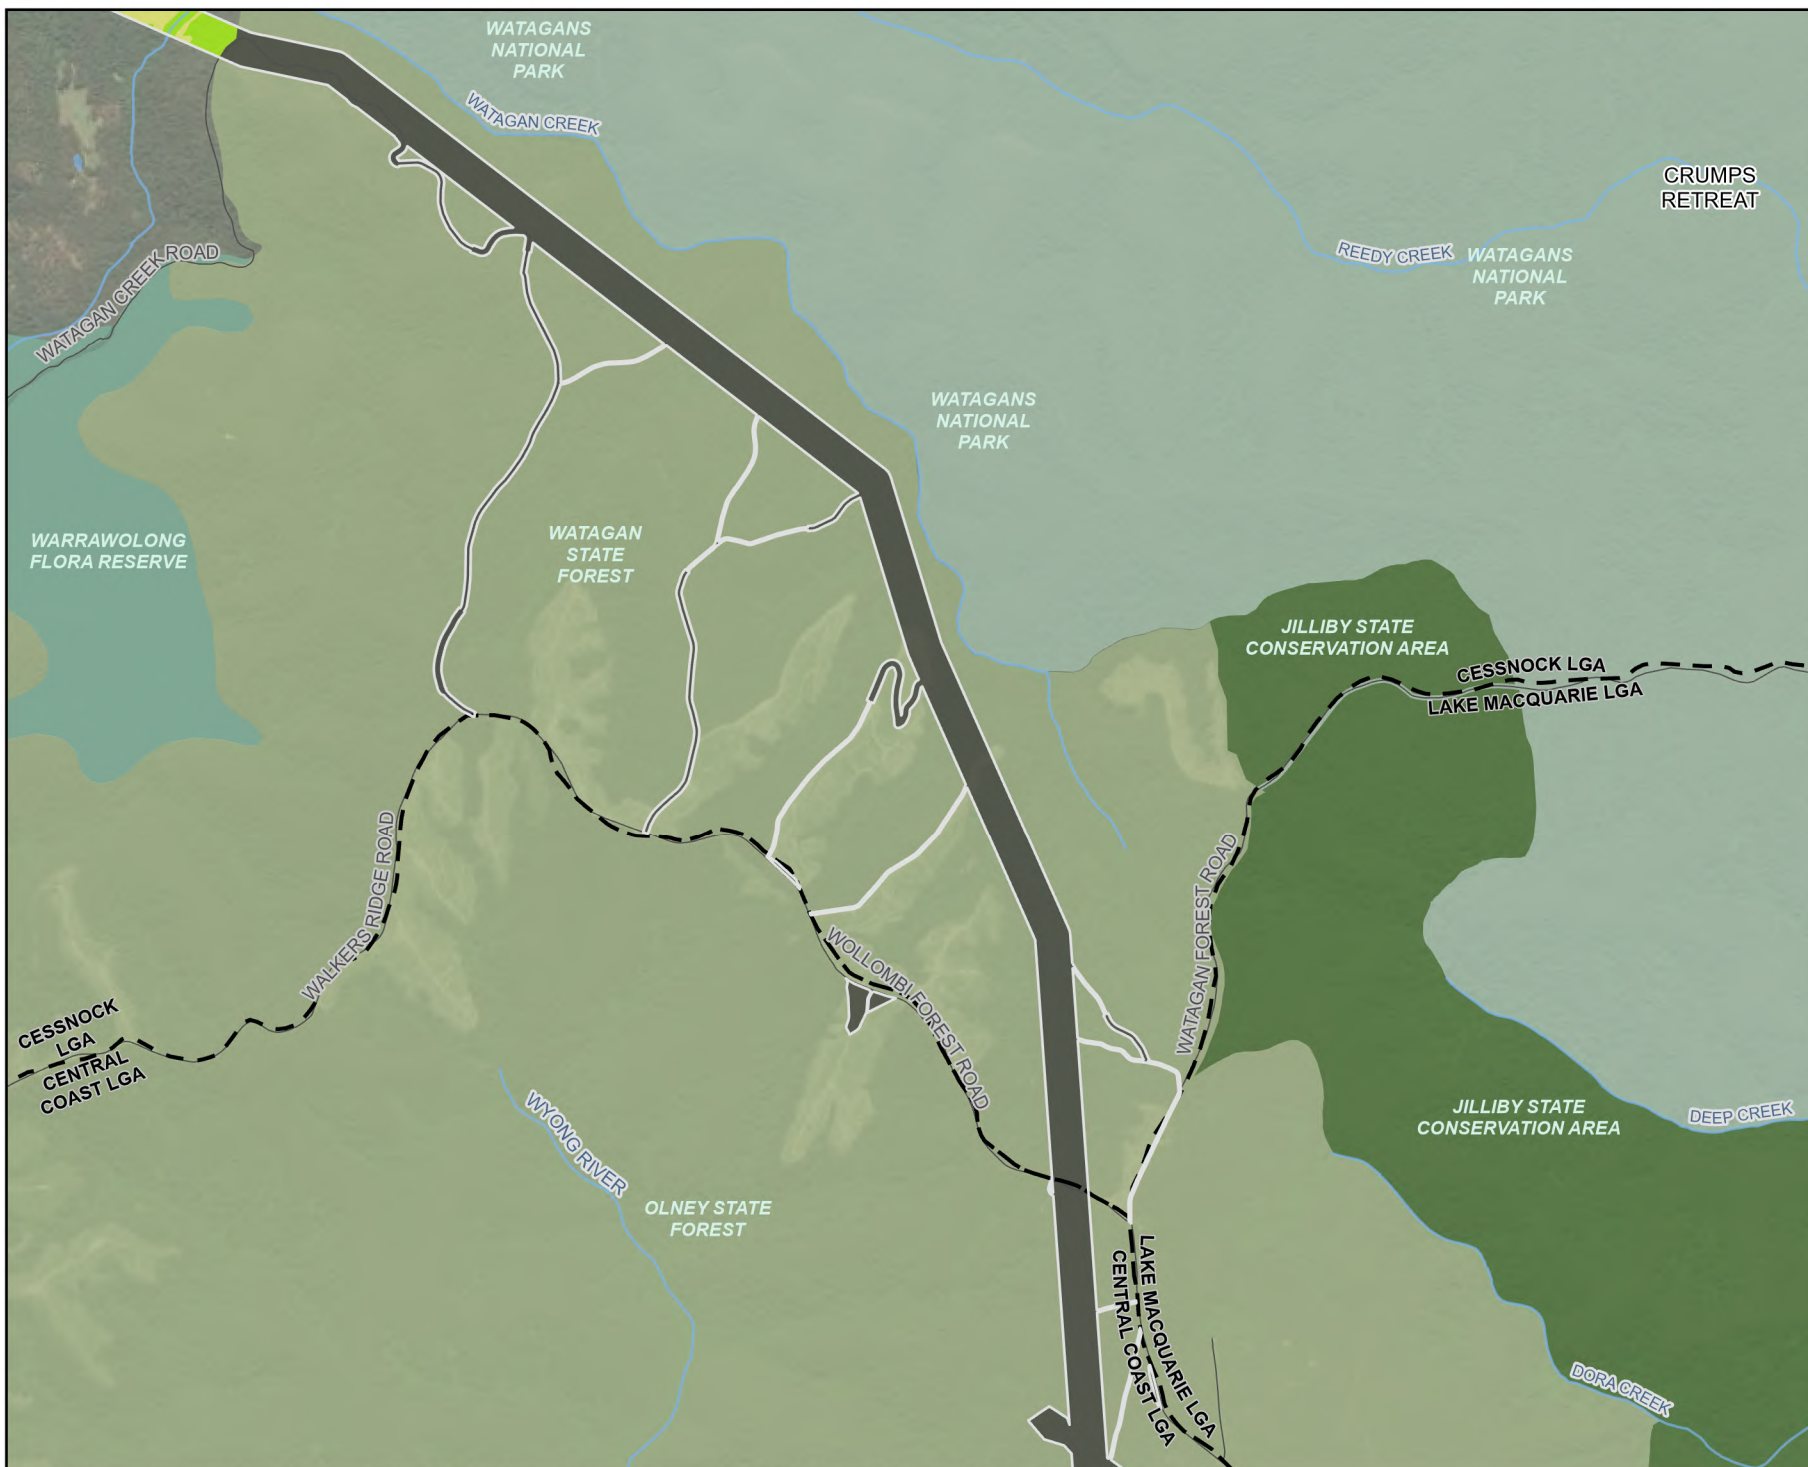 WATAGANS
NATIONAL
PARK
WATAGAN CREEK
CRUMPS
RETREAT
REEDY CREEK
WATAGANS
NATIONAL
PARK
WATAGAN CREEK ROAD
WATAGANS
NATIONAL
PARK
WARRAWOLONG
FLORA RESERVE
WATAGAN
STATE
FOREST
JILLIBY STATE
CONSERVATION AREA
CESSNOCK LGA
LAKE MACQUARIE LGA
WALKERS RIDGE ROAD
WATAGAN FOREST ROAD
WOLLOMBI FOREST ROAD
CESSNOCK
LGA
CENTRAL
COAST LGA
WYONG RIVER
JILLIBY STATE
CONSERVATION AREA
DEEP CREEK
OLNEY STATE
FOREST
LAKE MACQUARIE LGA
CENTRAL COAST LGA
DORA CREEK